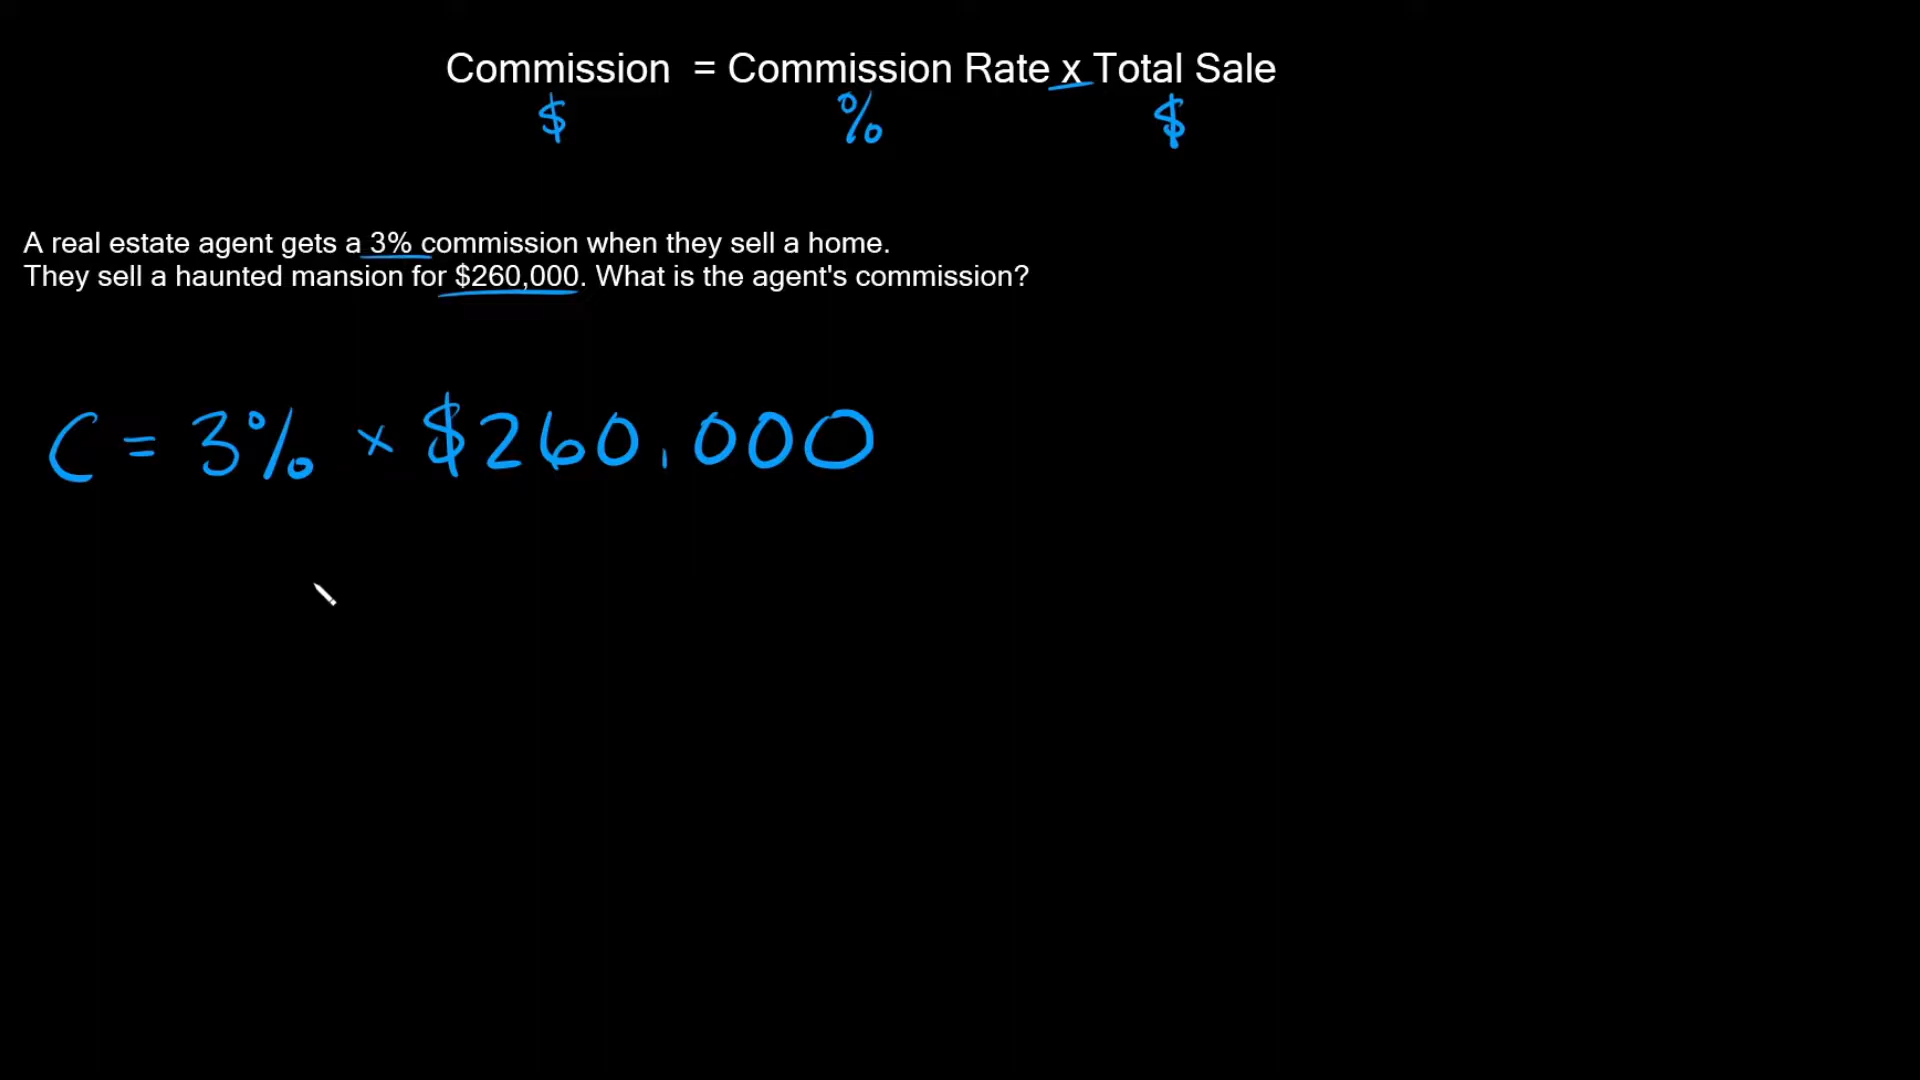 Commission = Commission Rate x Total Sale
$ % $
A real estate agent gets a 3% commission when they sell a home.
They sell a haunted mansion for $260,000. What is the agent's commission?
C = 3% × $260,000